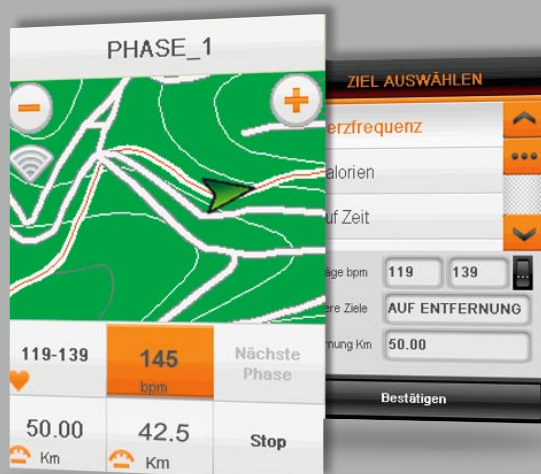 PHASE_1
119-139
145
bpm
Nächste
Phase
50.00
Km
42.5
Km
Stop
ZIEL AUSWÄHLEN
erzfrequenz
alorien
uf Zeit
äge bpm
119
139
ere Ziele
AUF ENTFERNUNG
nung Km
50.00
Bestätigen